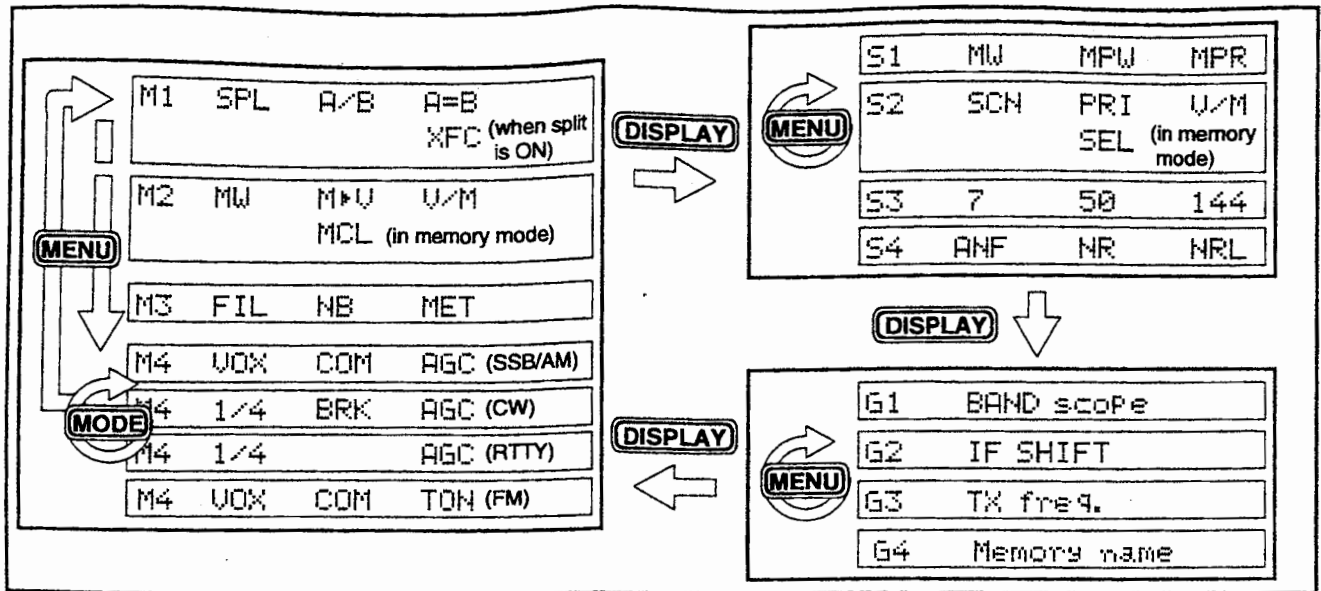 M1 SPL A/B A=B
XFC (when split
is ON)
M2 MW M▸V V/M
MCL (in memory mode)
MENU
M3 FIL NB MET
M4 VOX COM AGC (SSB/AM)
MODE
M4 1/4 BRK AGC (CW)
M4 1/4 AGC (RTTY)
M4 VOX COM TON (FM)
DISPLAY
MENU
S1 MW MPW MPR
S2 SCN PRI V/M
SEL (in memory
mode)
S3 7 50 144
S4 ANF NR NRL
DISPLAY
MENU
G1 BAND scope
G2 IF SHIFT
G3 TX freq.
G4 Memory name
DISPLAY